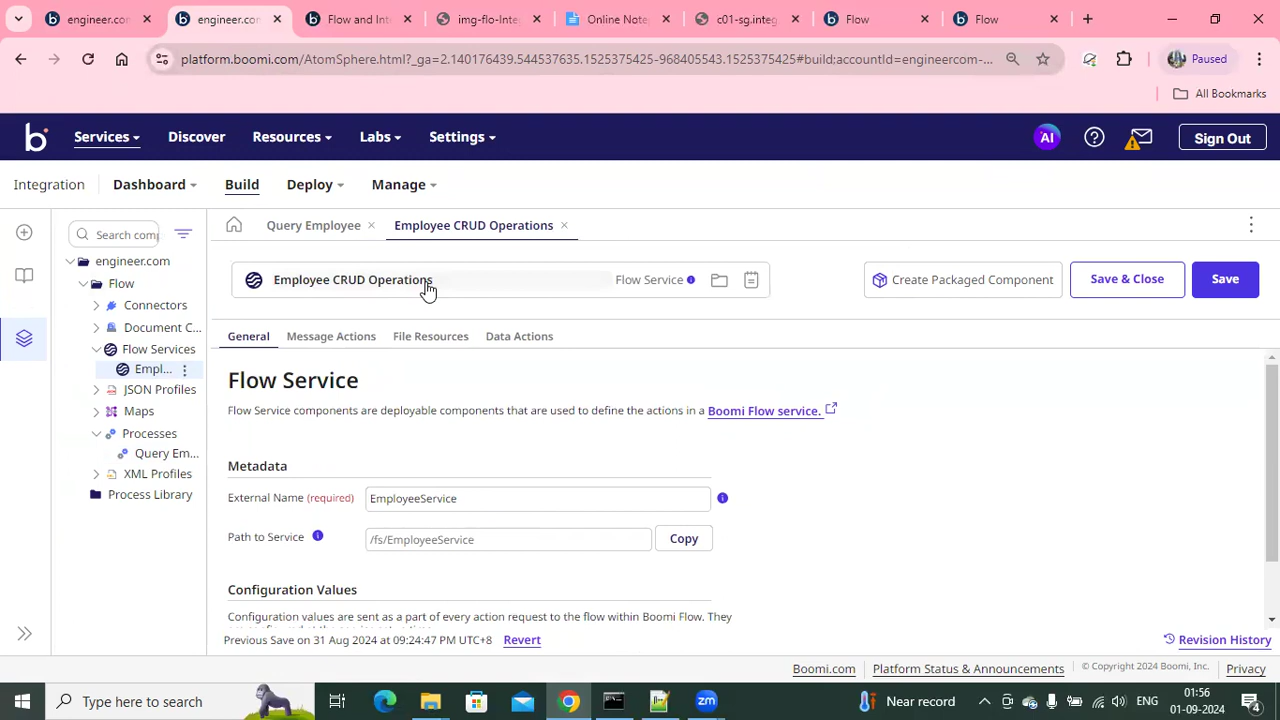 engineer.com
engineer.com
Flow and Int
img-flo-Inte
Online Note
c01-sg.integ
Flow
Flow
platform.boomi.com/AtomSphere.html?_ga=2.140176439.544537635.1525375425-968405543.1525375425#build:accountId=engineercom-...
Paused
All Bookmarks
b
Services
Discover
Resources
Labs
Settings
AI
Sign Out
Integration
Dashboard
Build
Deploy
Manage
Search comp
Query Employee
Employee CRUD Operations
engineer.com
Flow
Connectors
Document C...
Flow Services
Empl...
JSON Profiles
Maps
Processes
Query Em...
XML Profiles
Process Library
Employee CRUD Operations
Flow Service
Create Packaged Component
Save & Close
Save
General
Message Actions
File Resources
Data Actions
Flow Service
Flow Service components are deployable components that are used to define the actions in a Boomi Flow service.
Metadata
External Name (required)
EmployeeService
Path to Service
/fs/EmployeeService
Copy
Configuration Values
Configuration values are sent as a part of every action request to the flow within Boomi Flow. They
Previous Save on 31 Aug 2024 at 09:24:47 PM UTC+8
Revert
Revision History
Boomi.com
Platform Status & Announcements
© Copyright 2024 Boomi, Inc.
Privacy
Type here to search
zm
Near record
ENG
01:56
01-09-2024
4